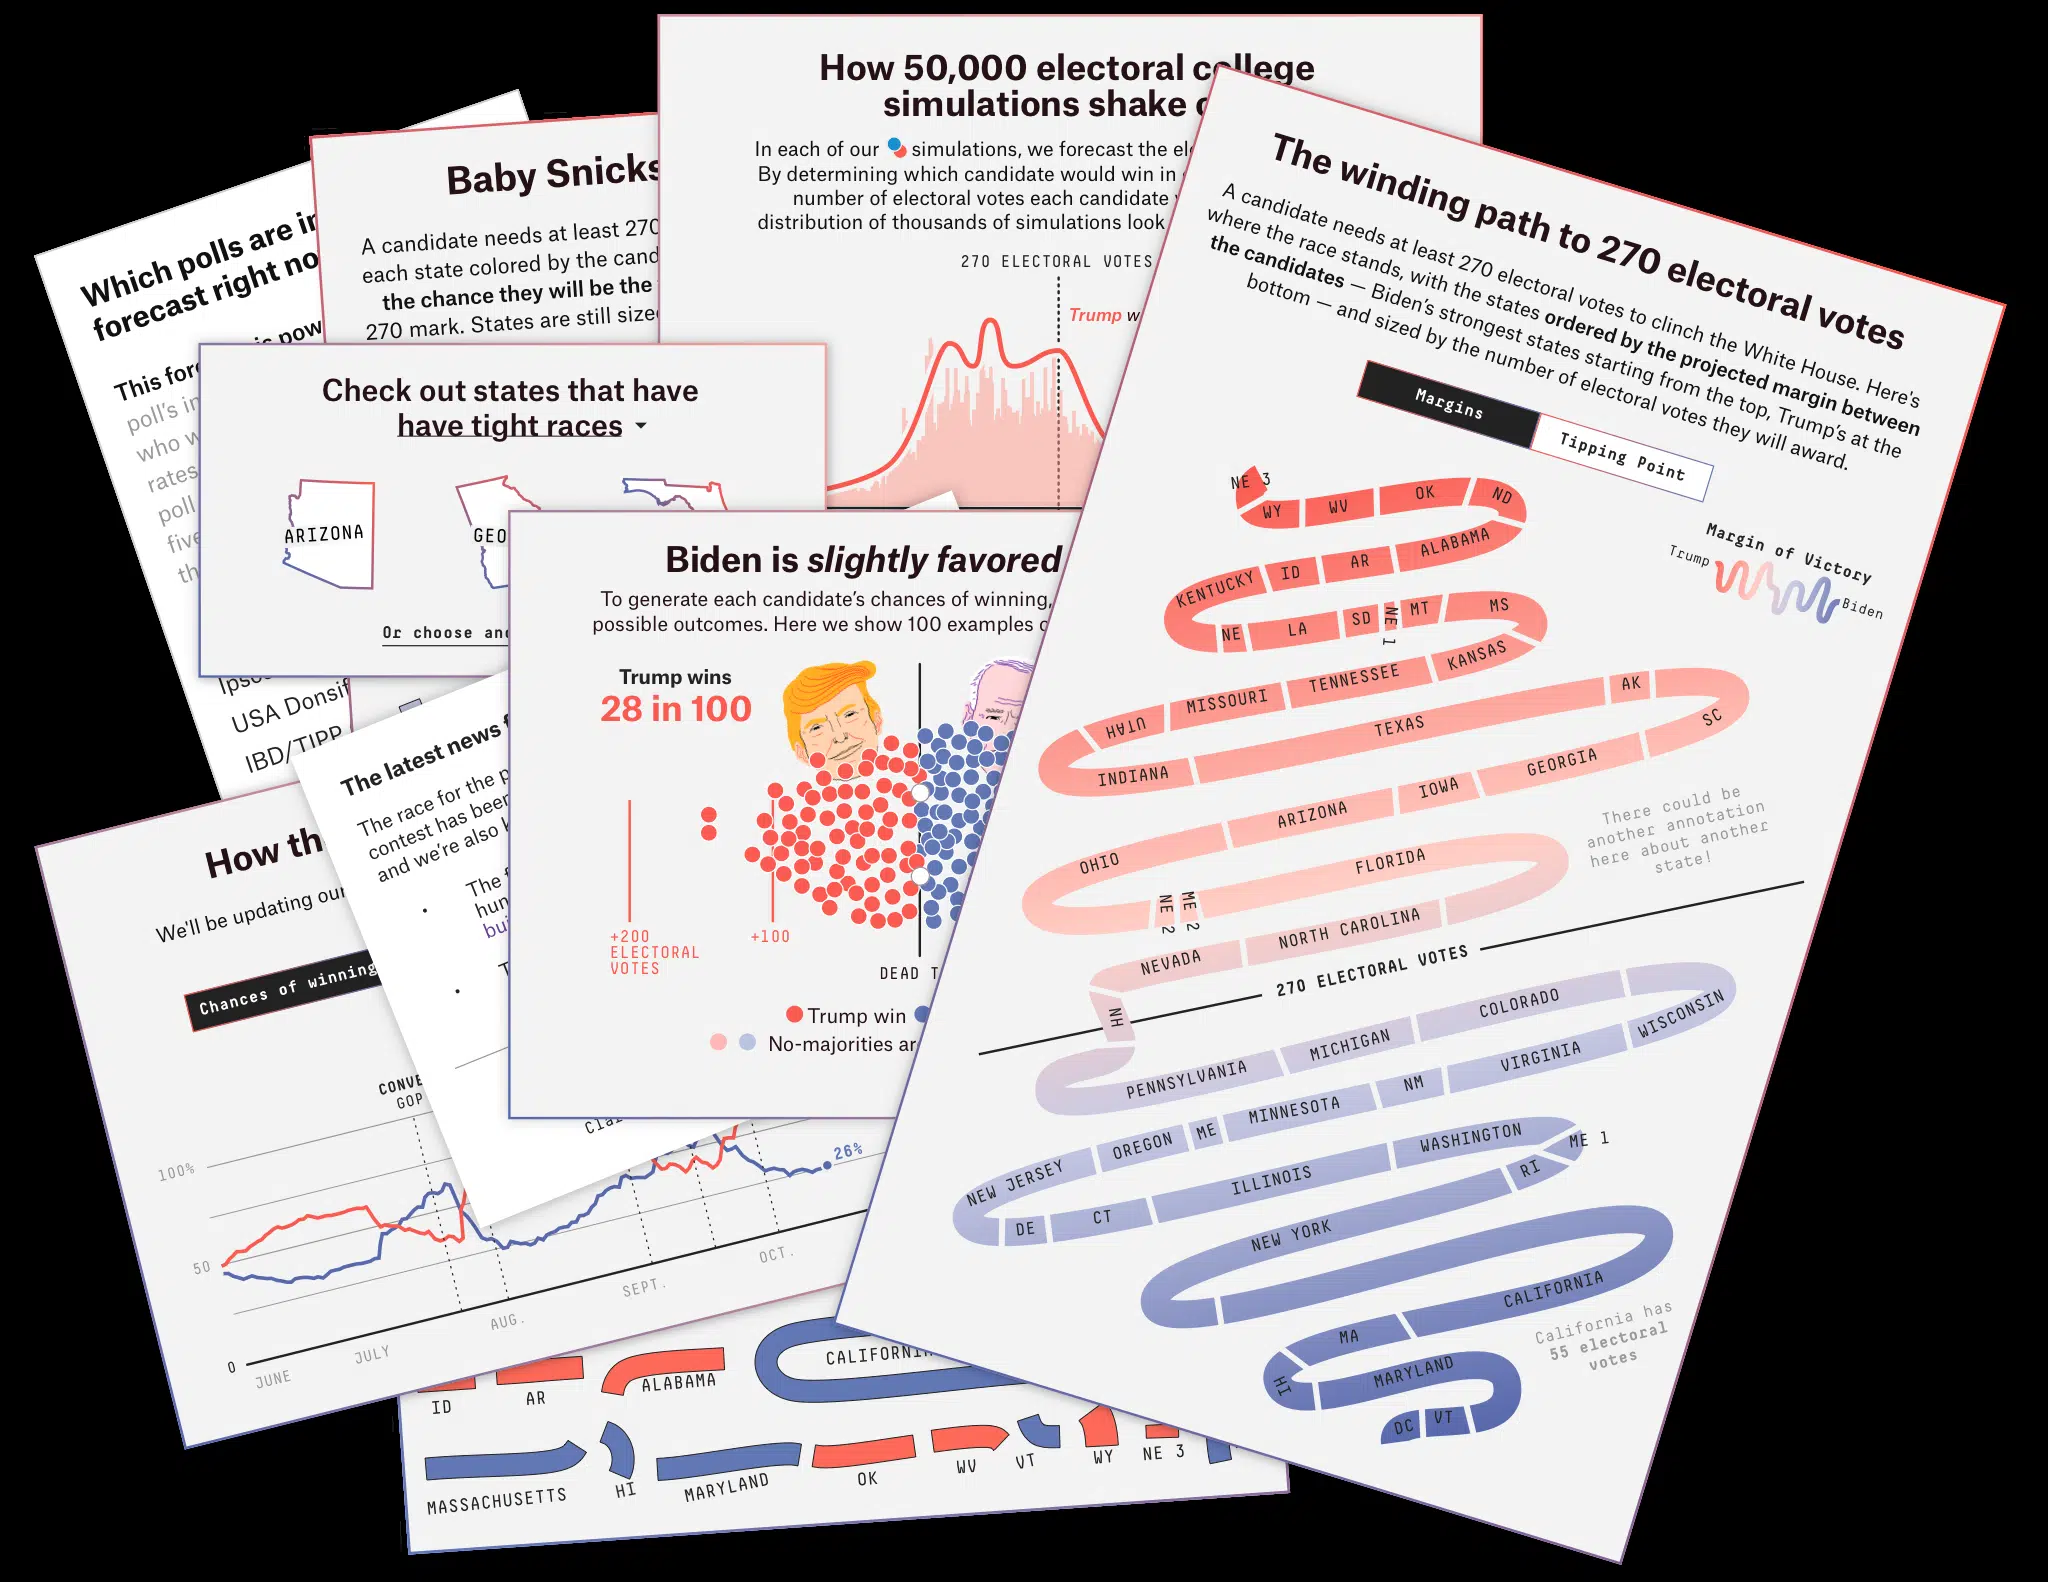 How 50,000 electoral college
simulations shake
In each of our simulations, we forecast the
By determining which candidate would win in
number of electoral votes each candidate
distribution of thousands of simulations look
270 ELECTORAL VOTES
Trump w
Which polls are
forecast right
This is pow
poll's
who
rates
poll
five
USA Donsif
IBD/TIPP
Baby Snicks
A candidate needs at least 270
each state colored by the cand
the chance they will be the
270 mark. States are still size
Check out states that have
have tight races
ARIZONA
GEO
Or choose
Biden is slightly favored
To generate each candidate's chances of winning,
possible outcomes. Here we show 100 examples
Trump wins
28 in 100
+200
ELECTORAL
VOTES
+100
DEAD T
Trump win
No-majorities
The latest news
The race for the
contest has been
and we're also
The
How
We'll be updating our
Chances of winning
CONVE
GOP
100%
50
0
JUNE
JULY
AUG.
SEPT.
OCT.
26%
ID
AR
ALABAMA
CALIFORNI
MASSACHUSETTS
HI
MARYLAND
OK
WV
VT
WY
NE 3
The winding path to 270 electoral votes
A candidate needs at least 270 electoral votes to clinch the White House. Here's
where the race stands, with the states ordered by the projected margin between
the candidates — Biden's strongest states starting from the top, Trump's at the
bottom — and sized by the number of electoral votes they will award.
Margins
Tipping Point
Margin of Victory
Trump
Biden
NE 3
WY
WV
OK
ND
KENTUCKY
ID
AR
ALABAMA
NE
LA
SD
NE 1
MT
MS
UTAH
MISSOURI
TENNESSEE
KANSAS
INDIANA
TEXAS
AK
SC
OHIO
ARIZONA
IOWA
GEORGIA
There could be
another annotation
here about another
state!
NE 2
ME 2
FLORIDA
NEVADA
NORTH CAROLINA
270 ELECTORAL VOTES
NH
PENNSYLVANIA
MICHIGAN
COLORADO
WISCONSIN
NEW JERSEY
OREGON
ME
MINNESOTA
NM
VIRGINIA
DE
CT
ILLINOIS
WASHINGTON
ME 1
RI
NEW YORK
CALIFORNIA
California has
55 electoral
votes
MA
HI
MARYLAND
DC
VT